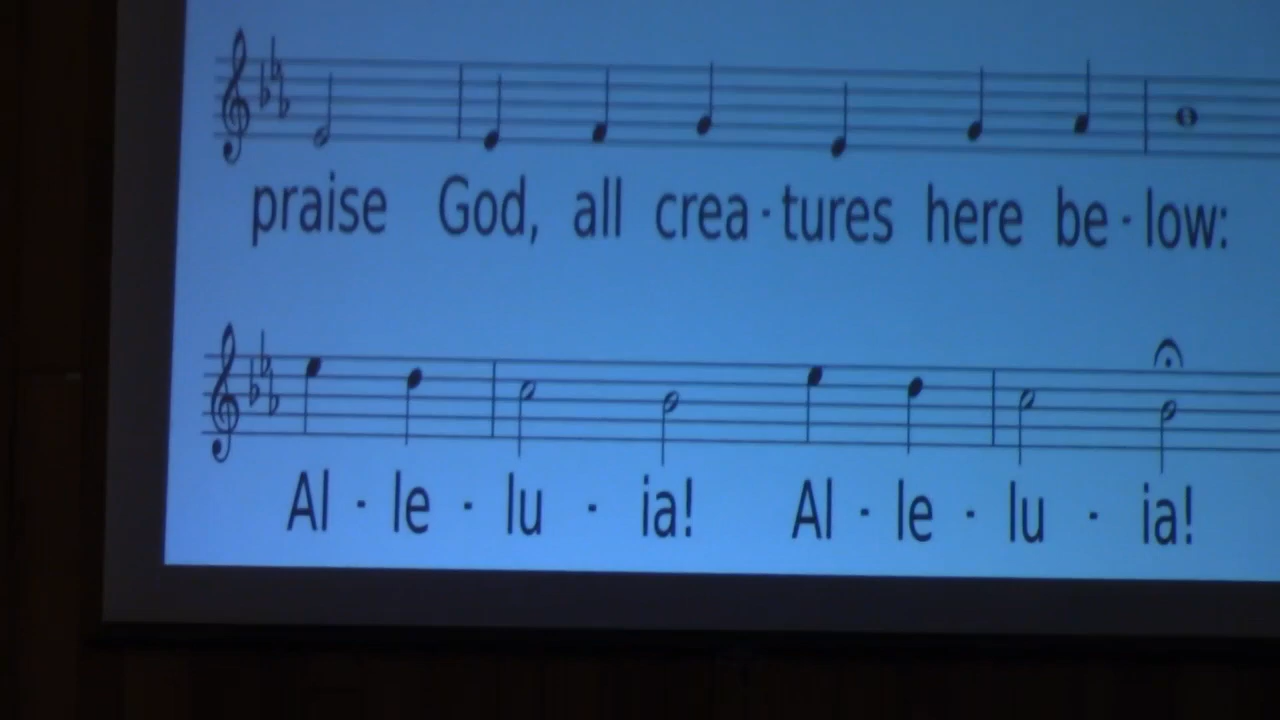 praise God, all crea·tures here be·low:
Al · le · lu · ia! Al · le · lu · ia!